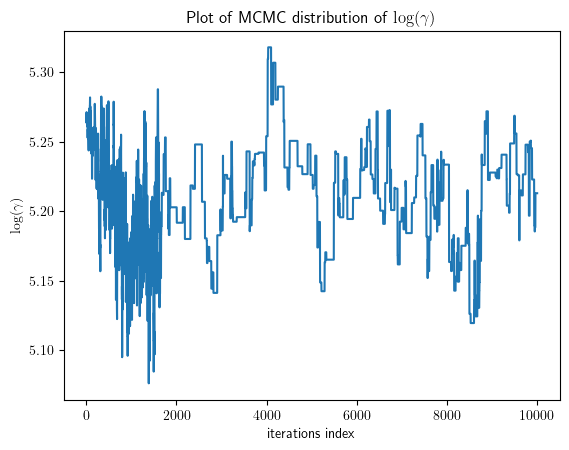 Plot of MCMC distribution of log(γ)
log(γ)
5.30
5.25
5.20
5.15
5.10
0 2000 4000 6000 8000 10000
iterations index